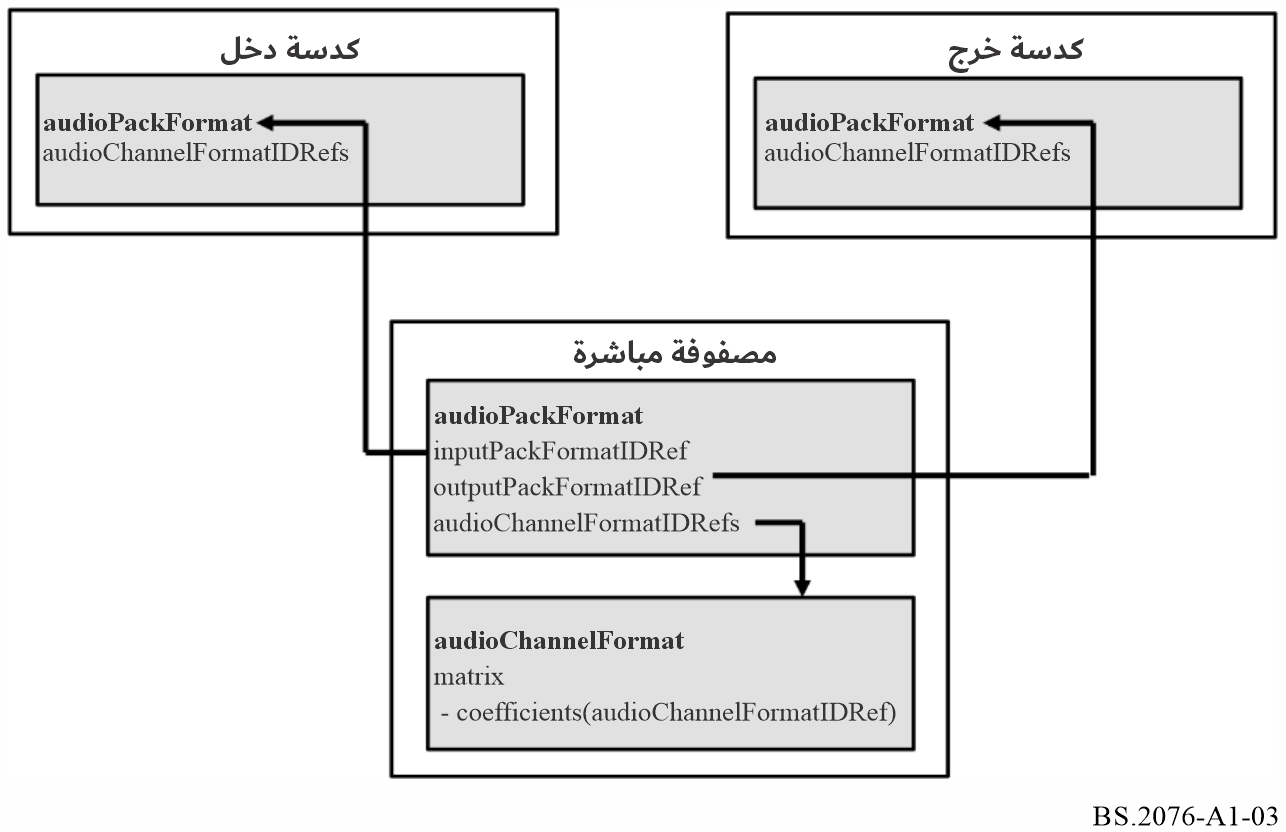 كدسة دخل
audioPackFormat
audioChannelFormatIDRefs
كدسة خرج
audioPackFormat
audioChannelFormatIDRefs
مصفوفة مباشرة
audioPackFormat
inputPackFormatIDRef
outputPackFormatIDRef
audioChannelFormatIDRefs
audioChannelFormat
matrix
- coefficients(audioChannelFormatIDRef)
BS.2076-A1-03